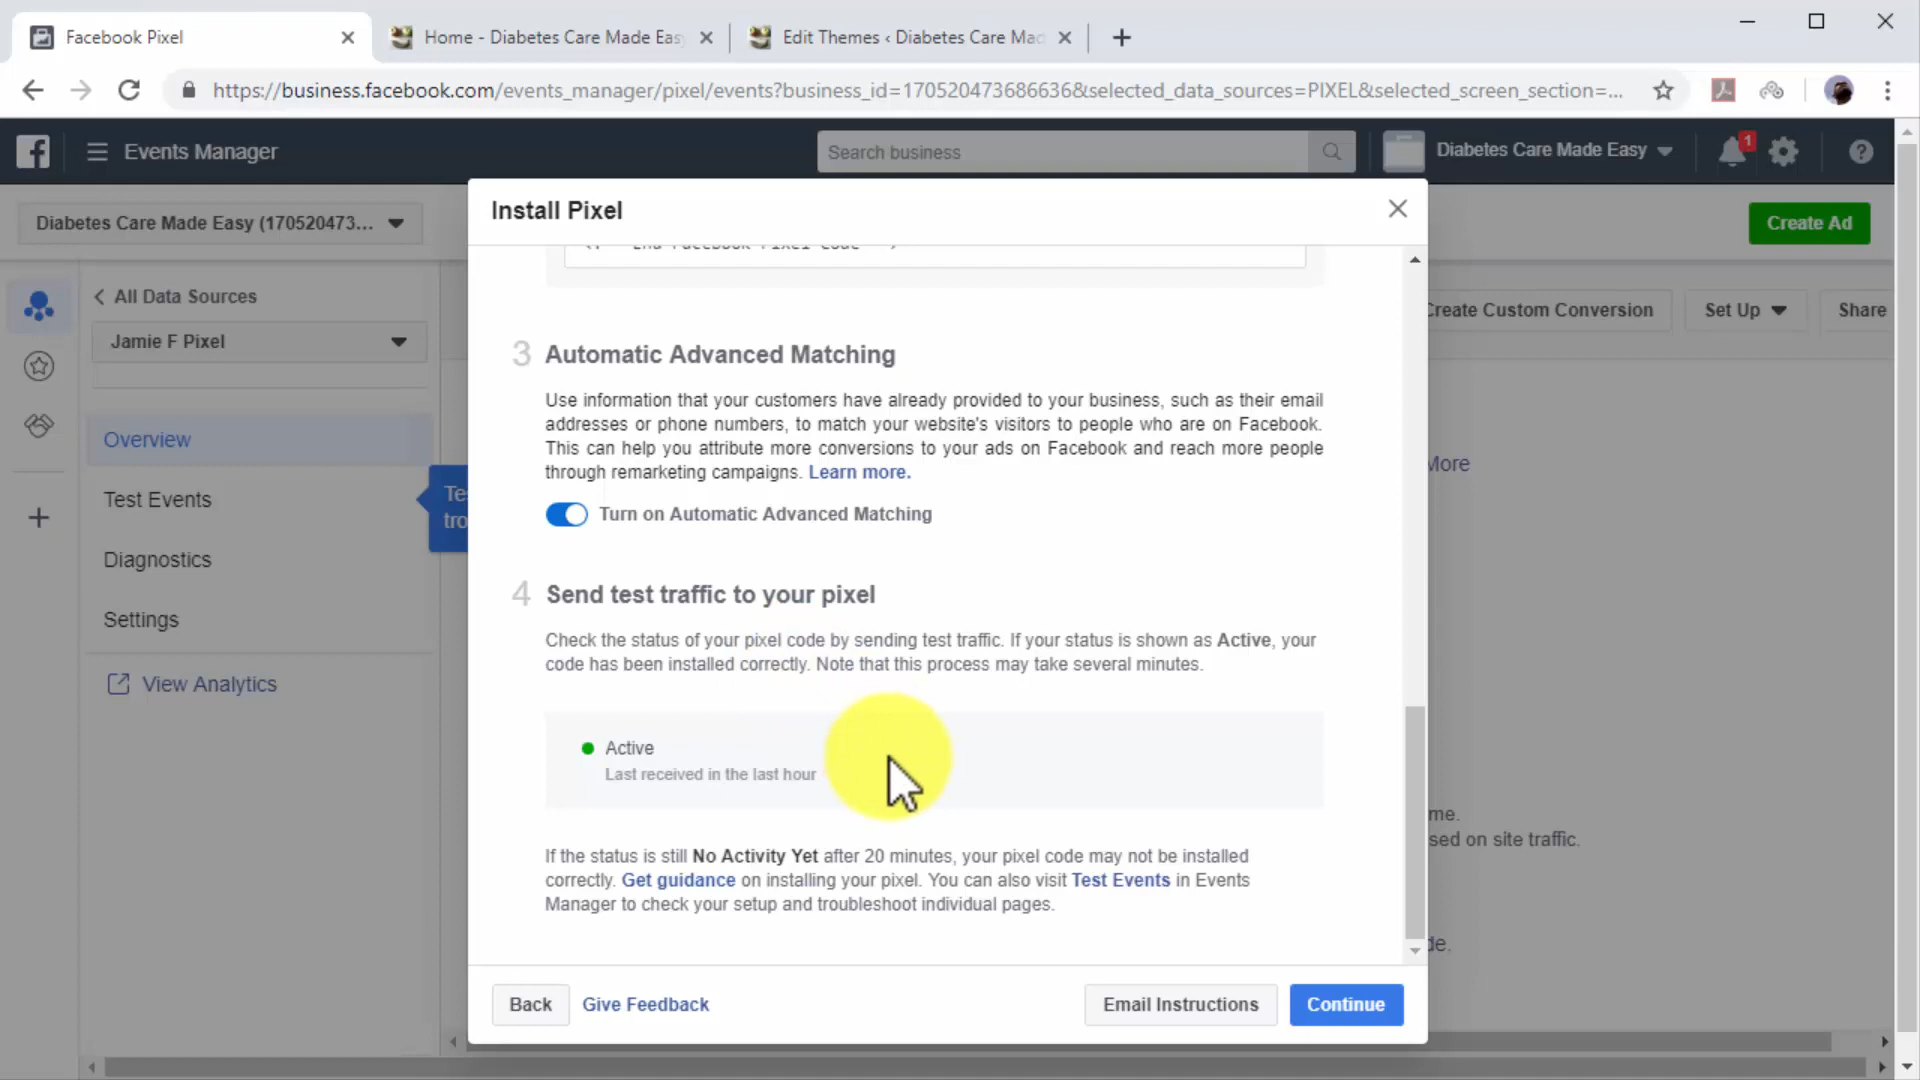 Facebook Pixel
Home - Diabetes Care Made Eas
Edit Themes ‹ Diabetes Care Mad
https://business.facebook.com/events_manager/pixel/events?business_id=170520473686636&selected_data_sources=PIXEL&selected_screen_section=...
Events Manager
Search business
Diabetes Care Made Easy
1
Diabetes Care Made Easy (170520473...
Install Pixel
Create Ad
End Facebook Pixel Code
All Data Sources
Create Custom Conversion
Set Up
Share
Jamie F Pixel
3 Automatic Advanced Matching
Use information that your customers have already provided to your business, such as their email
addresses or phone numbers, to match your website's visitors to people who are on Facebook.
This can help you attribute more conversions to your ads on Facebook and reach more people
through remarketing campaigns. Learn more.
Overview
More
Test Events
Tes
tro
Turn on Automatic Advanced Matching
Diagnostics
4 Send test traffic to your pixel
Settings
Check the status of your pixel code by sending test traffic. If your status is shown as Active, your
code has been installed correctly. Note that this process may take several minutes.
View Analytics
Active
Last received in the last hour
me.
sed on site traffic.
If the status is still No Activity Yet after 20 minutes, your pixel code may not be installed
correctly. Get guidance on installing your pixel. You can also visit Test Events in Events
Manager to check your setup and troubleshoot individual pages.
de.
Back
Give Feedback
Email Instructions
Continue